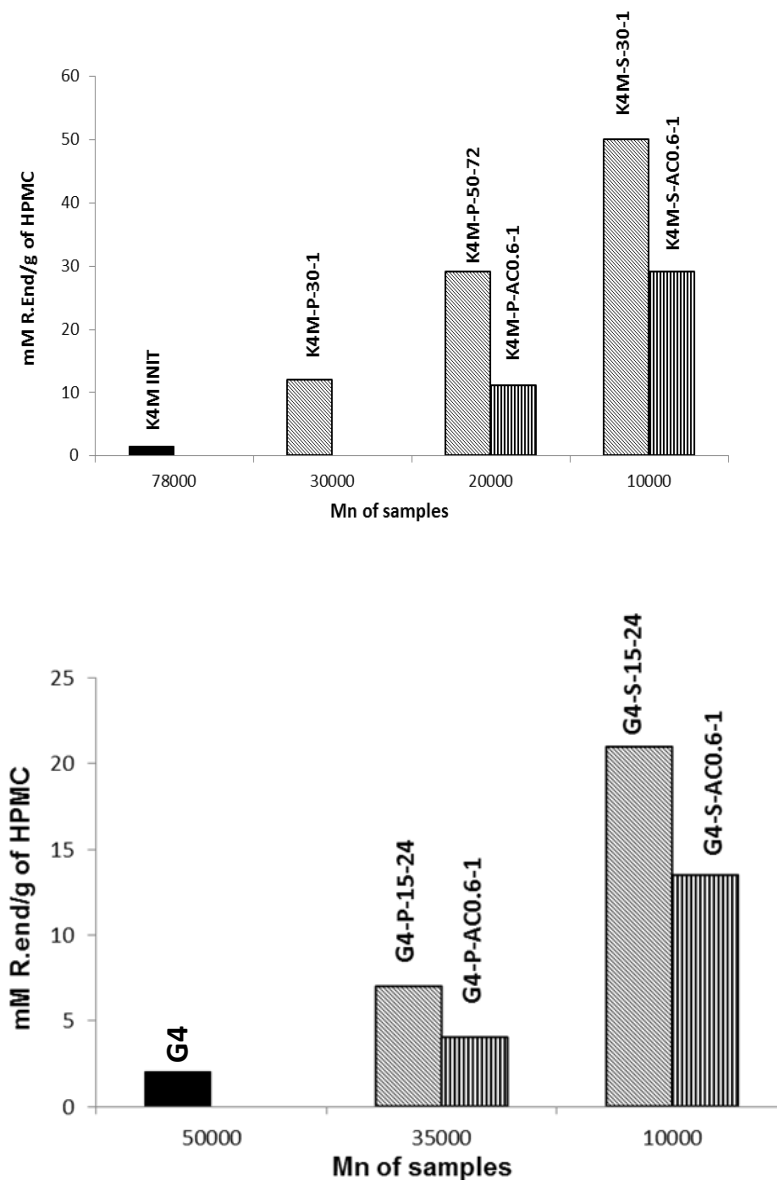 K4M-S-30-1
60
50
40
30
20
10
0
mM R.End/g of HPMC
K4M INIT
K4M-P-30-1
K4M-P-50-72
K4M-P-AC0.6-1
K4M-S-AC0.6-1
78000 30000 20000 10000
Mn of samples
25
20
15
10
5
0
mM R.end/g of HPMC
G4
G4-P-15-24
G4-P-AC0.6-1
G4-S-15-24
G4-S-AC0.6-1
50000 35000 10000
Mn of samples